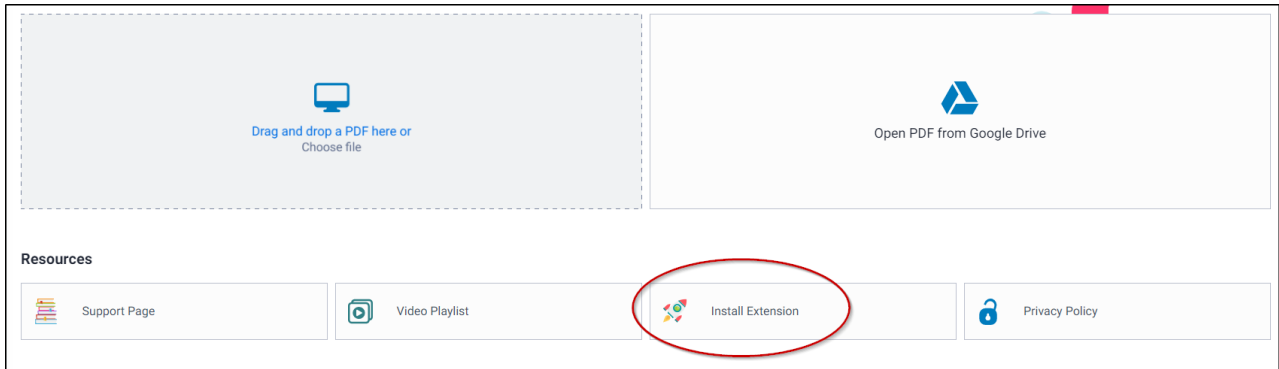 Drag and drop a PDF here or
Choose file
Open PDF from Google Drive
Resources
Support Page
Video Playlist
Install Extension
Privacy Policy